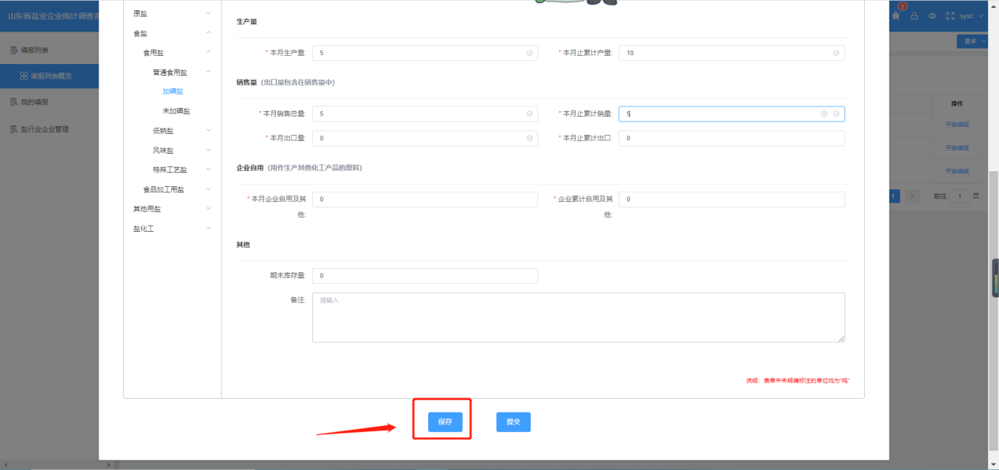 山东省盐业企业统计调查系
2
sysc
填报列表
填报列表概览
我的填报
盐行业企业管理
更多
操作
开始填报
开始填报
开始填报
1
前往
1
页
原盐
食盐
食用盐
普通食用盐
加碘盐
未加碘盐
低钠盐
风味盐
特殊工艺盐
食品加工用盐
其他用盐
盐化工
生产量
* 本月生产量: 5
* 本月止累计产量: 10
销售量 (出口量包含在销售量中)
* 本月销售总量: 5
* 本月止累计销量: 5
* 本月出口量: 0
* 本月止累计出口: 0
企业自用 (用作生产其他化工产品的原料)
* 本月企业自用及其
他:
0
* 企业累计自用及其
他:
0
其他
期末库存量: 0
备注: 请输入
说明: 表单中未明确标注的单位均为"吨"
保存
提交